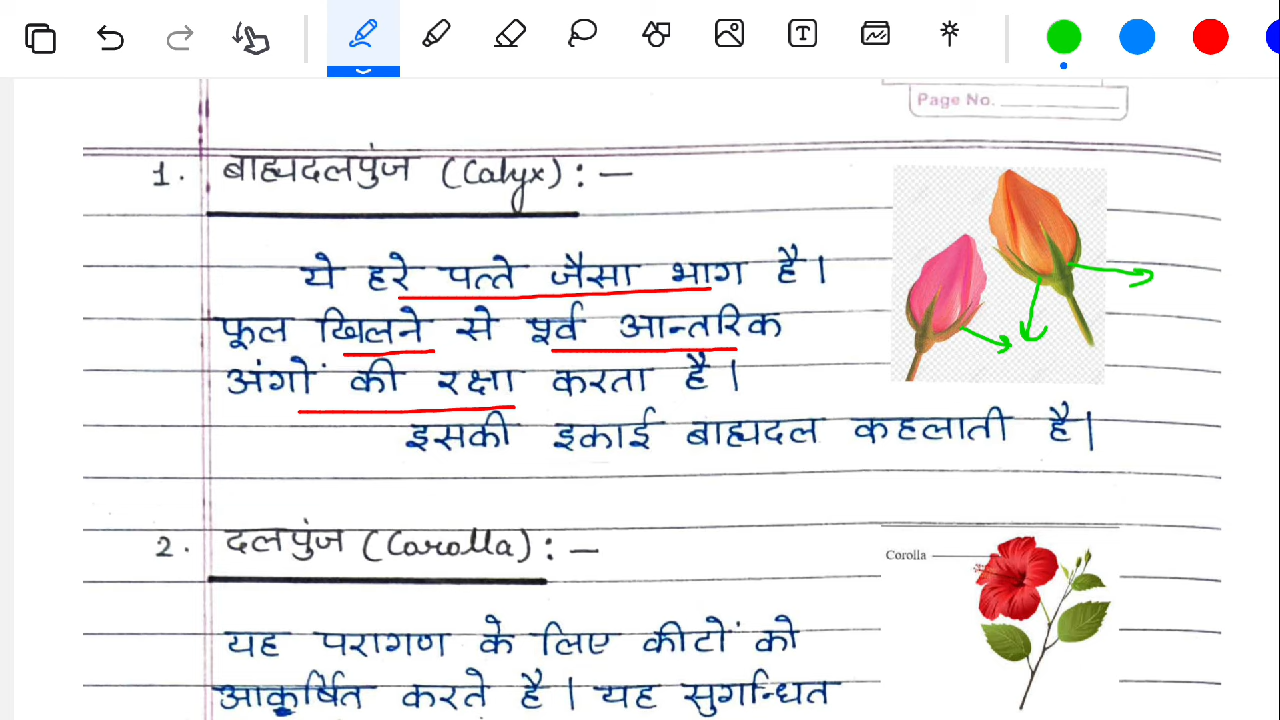 Page No.
1. बाह्यदलपुंज (Calyx) : —
ये हरे पत्ते जैसा भाग है।
फूल खिलने से पूर्व आन्तरिक
अंगों की रक्षा करता है।
इसकी इकाई बाह्यदल कहलाती है।
2. दलपुंज (Corolla) : —
Corolla
यह परागण के लिए कीटों को
आकर्षित करते है। यह सुगन्धित